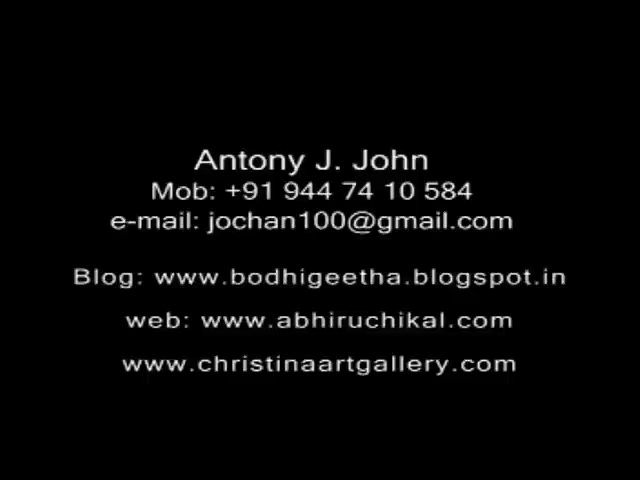 Antony J. John
Mob: +91 944 74 10 584
e-mail: jochan100@gmail.com
Blog: www.bodhigeetha.blogspot.in
web: www.abhiruchikal.com
www.christinaartgallery.com